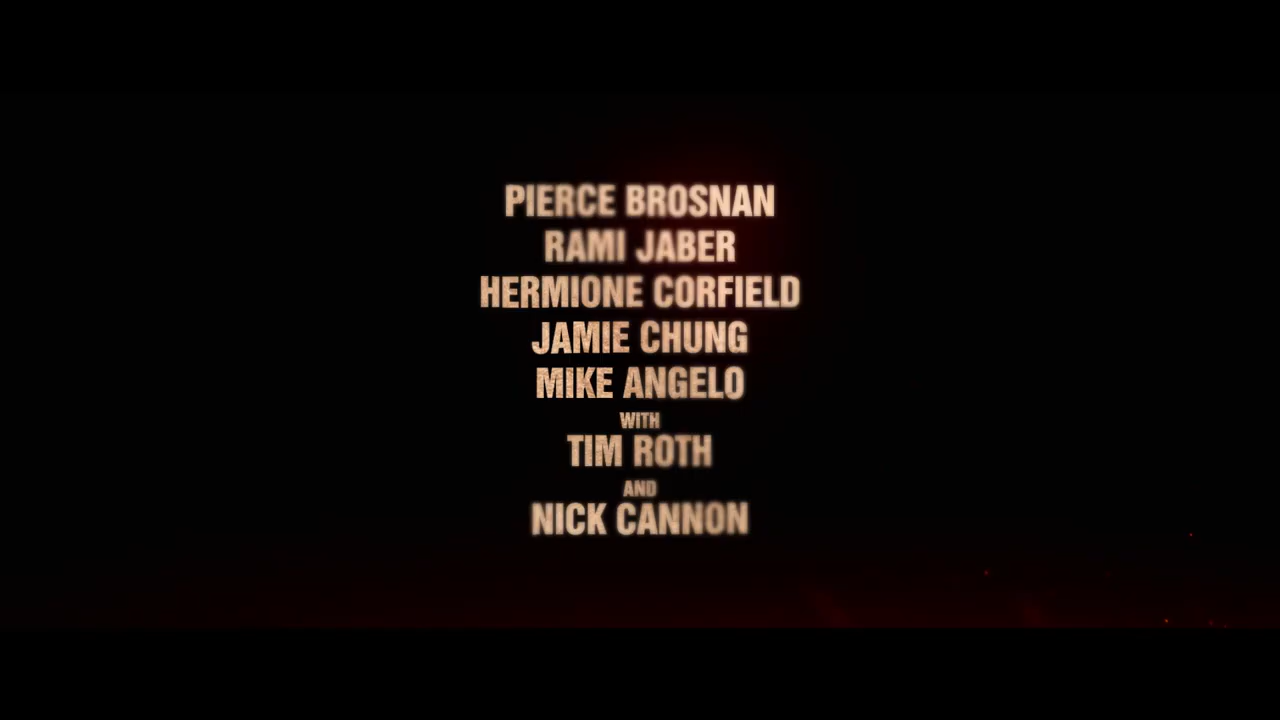 PIERCE BROSNAN
RAMI JABER
HERMIONE CORFIELD
JAMIE CHUNG
MIKE ANGELO
WITH
TIM ROTH
AND
NICK CANNON